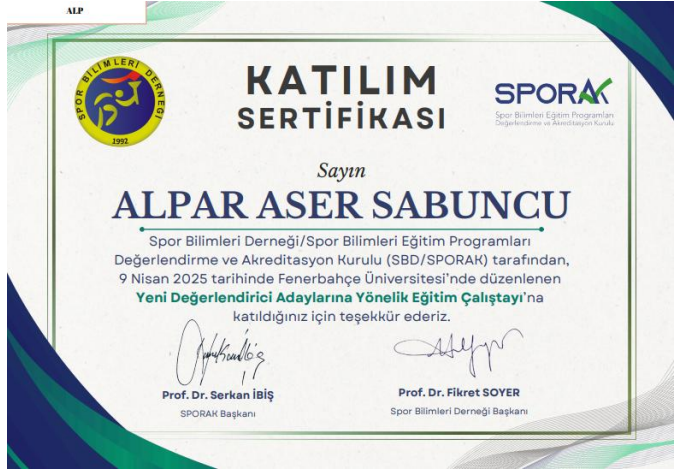 ALP
SPOR BİLİMLERİ DERNEĞİ
1992
KATILIM
SERTİFİKASI
SPORAK
Spor Bilimleri Eğitim Programları
Değerlendirme ve Akreditasyon Kurulu
Sayın
ALPAR ASER SABUNCU
Spor Bilimleri Derneği/Spor Bilimleri Eğitim Programları
Değerlendirme ve Akreditasyon Kurulu (SBD/SPORAK) tarafından,
9 Nisan 2025 tarihinde Fenerbahçe Üniversitesi'nde düzenlenen
Yeni Değerlendirici Adaylarına Yönelik Eğitim Çalıştayı'na
katıldığınız için teşekkür ederiz.
Prof. Dr. Serkan İBİŞ
SPORAK Başkanı
Prof. Dr. Fikret SOYER
Spor Bilimleri Derneği Başkanı